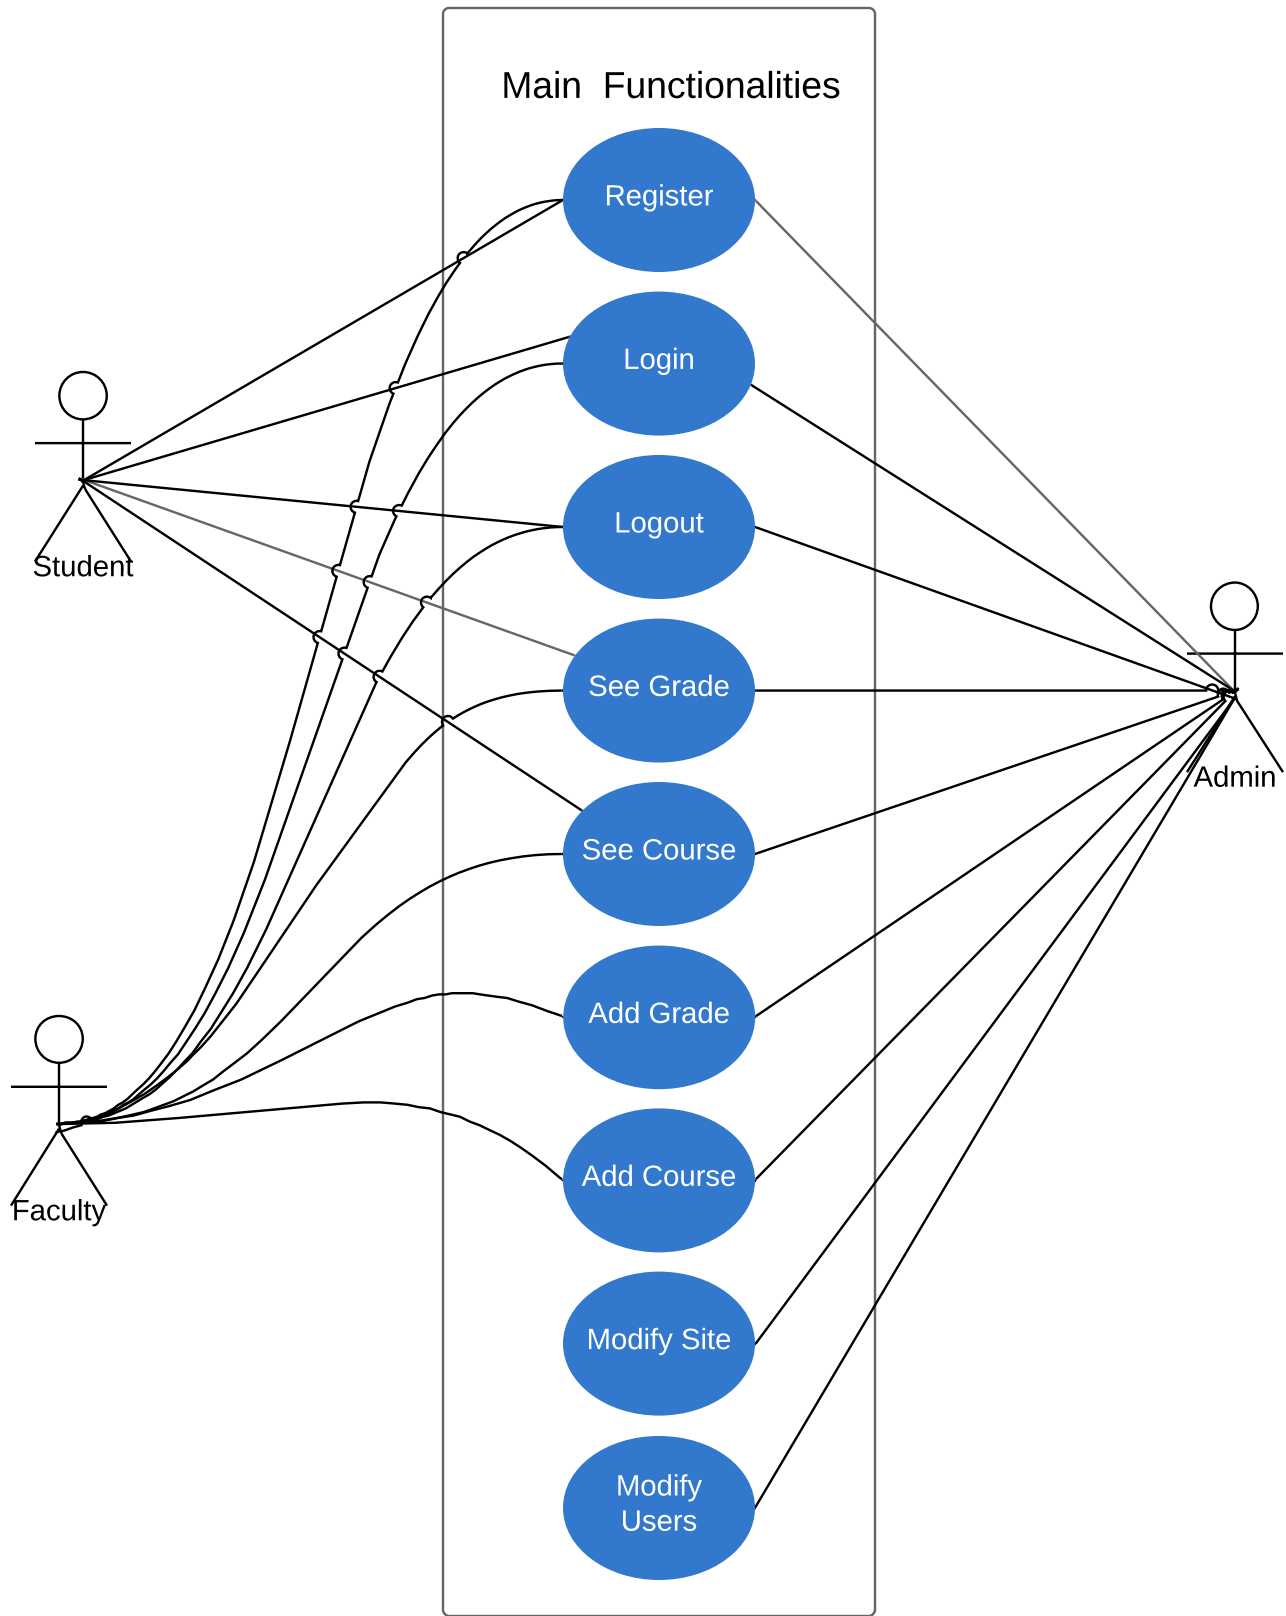 Main Functionalities
Register
Login
Logout
Student
See Grade
Admin
See Course
Add Grade
Add Course
Faculty
Modify Site
Modify
Users